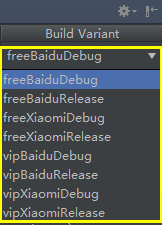 Build Variant
freeBaiduDebug
freeBaiduDebug
freeBaiduRelease
freeXiaomiDebug
freeXiaomiRelease
vipBaiduDebug
vipBaiduRelease
vipXiaomiDebug
vipXiaomiRelease